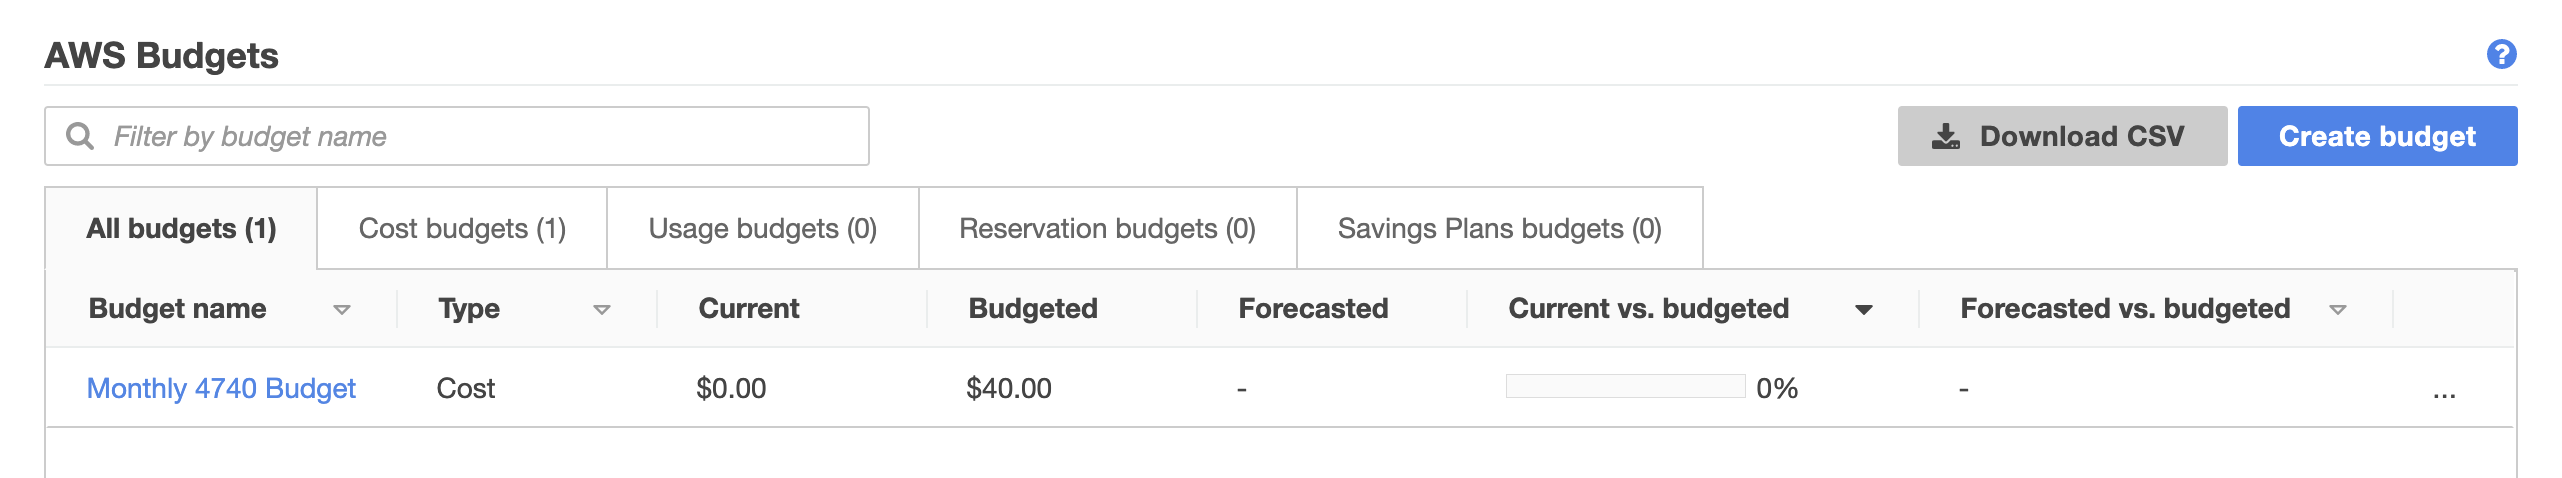 AWS Budgets
?
Filter by budget name
Download CSV
Create budget
All budgets (1)
Cost budgets (1)
Usage budgets (0)
Reservation budgets (0)
Savings Plans budgets (0)
Budget name
Type
Current
Budgeted
Forecasted
Current vs. budgeted
Forecasted vs. budgeted
Monthly 4740 Budget
Cost
$0.00
$40.00
-
0%
-
...